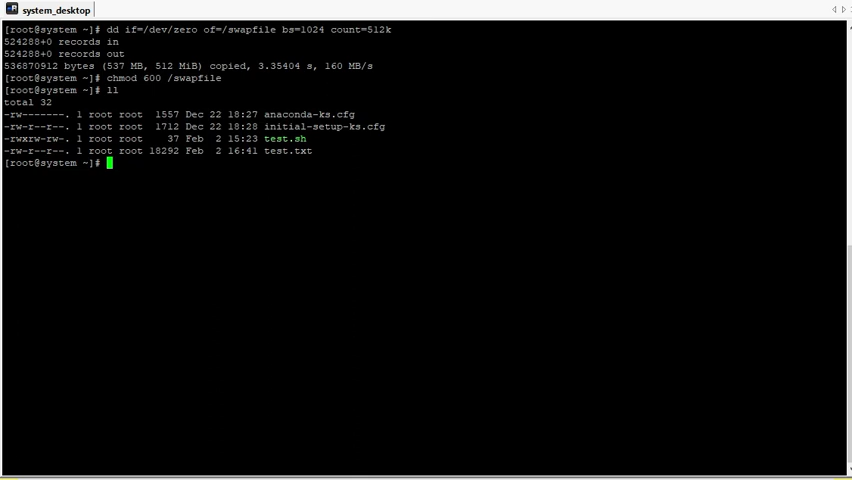 system_desktop
[root@system ~]# dd if=/dev/zero of=/swapfile bs=1024 count=512k
524288+0 records in
524288+0 records out
536870912 bytes (537 MB, 512 MiB) copied, 3.35404 s, 160 MB/s
[root@system ~]# chmod 600 /swapfile
[root@system ~]# ll
total 32
-rw-------. 1 root root  1557 Dec 22 18:27 anaconda-ks.cfg
-rw-r--r--. 1 root root  1712 Dec 22 18:28 initial-setup-ks.cfg
-rwxrw-rw-. 1 root root    37 Feb  2 15:23 test.sh
-rw-r--r--. 1 root root 18292 Feb  2 16:41 test.txt
[root@system ~]#